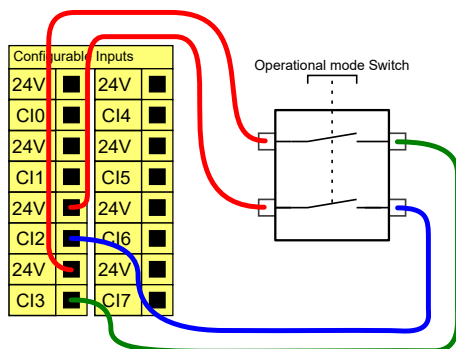 Configurable Inputs
Operational mode Switch
24V 24V
CI0 CI4
24V 24V
CI1 CI5
24V 24V
CI2 CI6
24V 24V
CI3 CI7